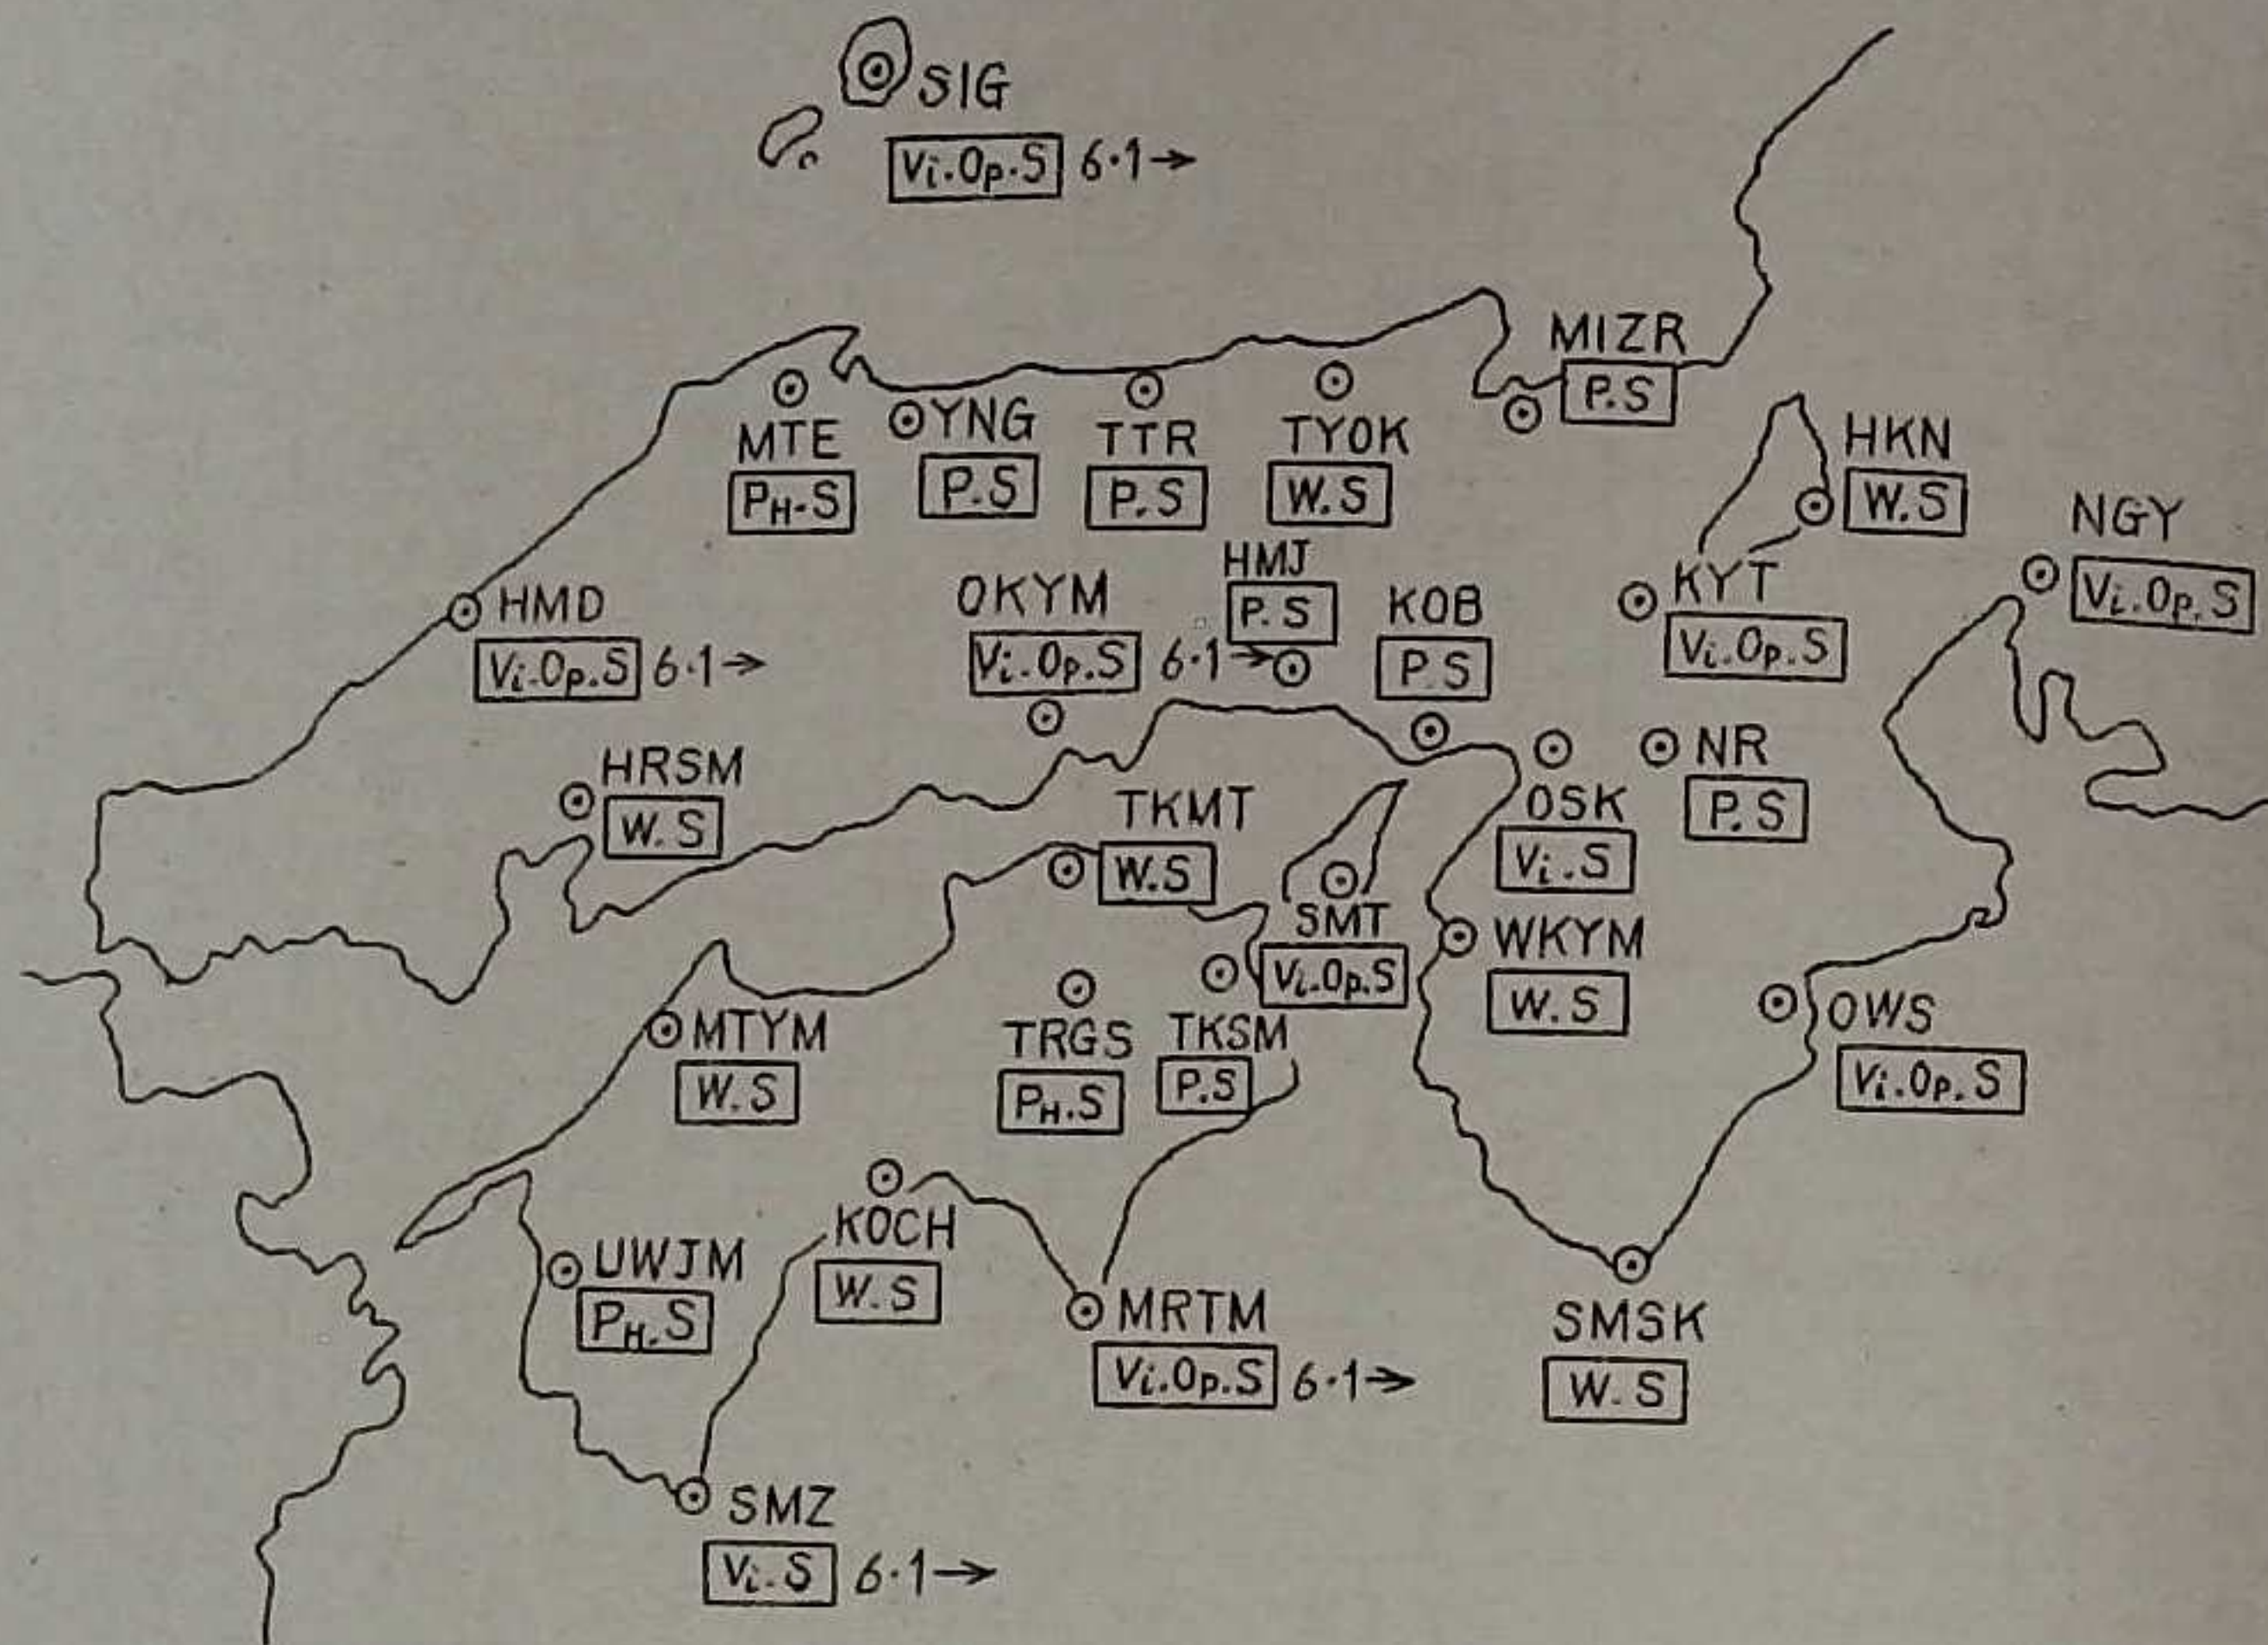 SIG
Vi.Op.S 6.1→
MIZR
P.S
MTE
PH-S
YNG
P.S
TTR
P.S
TYOK
W.S
HKN
W.S
NGY
Vi.Op.S
HMD
Vi.Op.S 6.1→
OKYM
Vi.Op.S 6.1→
HMJ
P.S
KOB
P.S
KYT
Vi.Op.S
HRSM
W.S
TKMT
W.S
SMT
Vi.Op.S
OSK
Vi.S
NR
P.S
WKYM
W.S
OWS
Vi.Op.S
MTYM
W.S
TRGS
PH.S
TKSM
P.S
UWJM
PH.S
KOCH
W.S
MRTM
Vi.Op.S 6.1→
SMSK
W.S
SMZ
Vi.S 6.1→